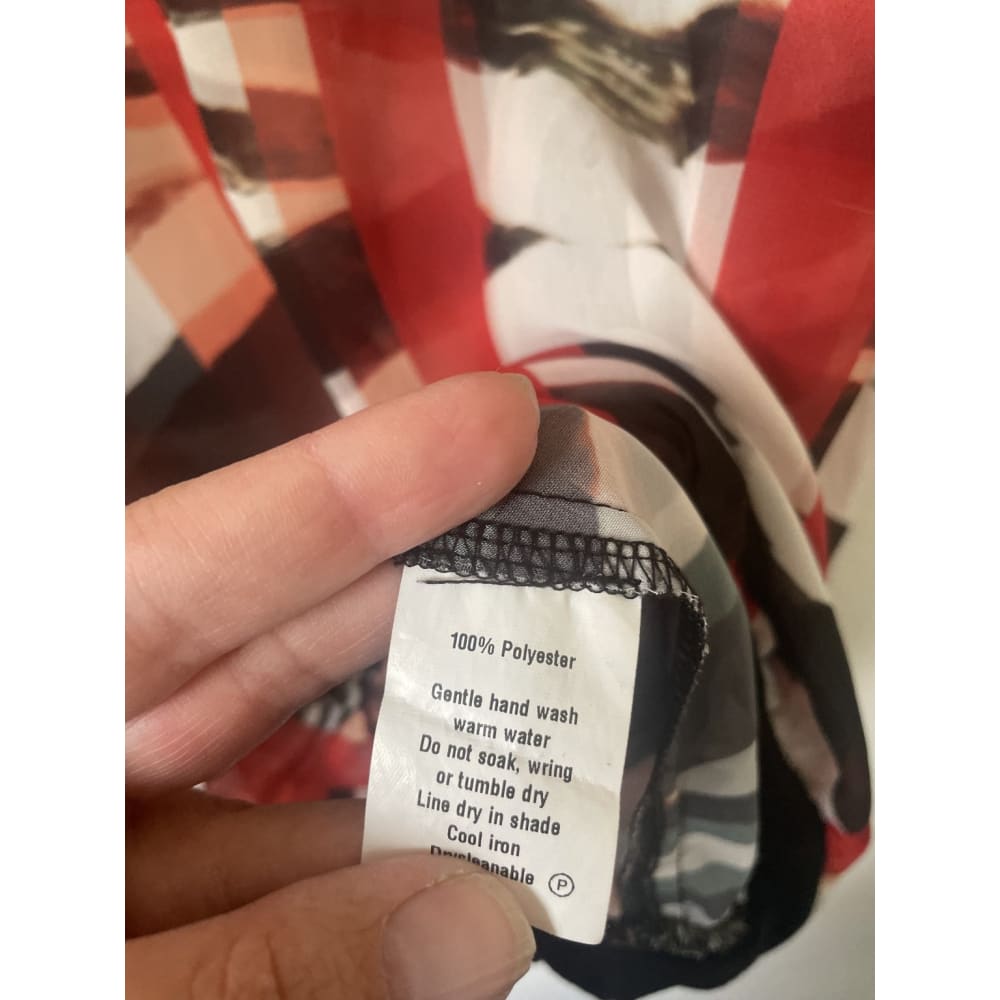 100% Polyester
Gentle hand wash
warm water
Do not soak, wring
or tumble dry
Line dry in shade
Cool iron
Drycleanable Ⓟ